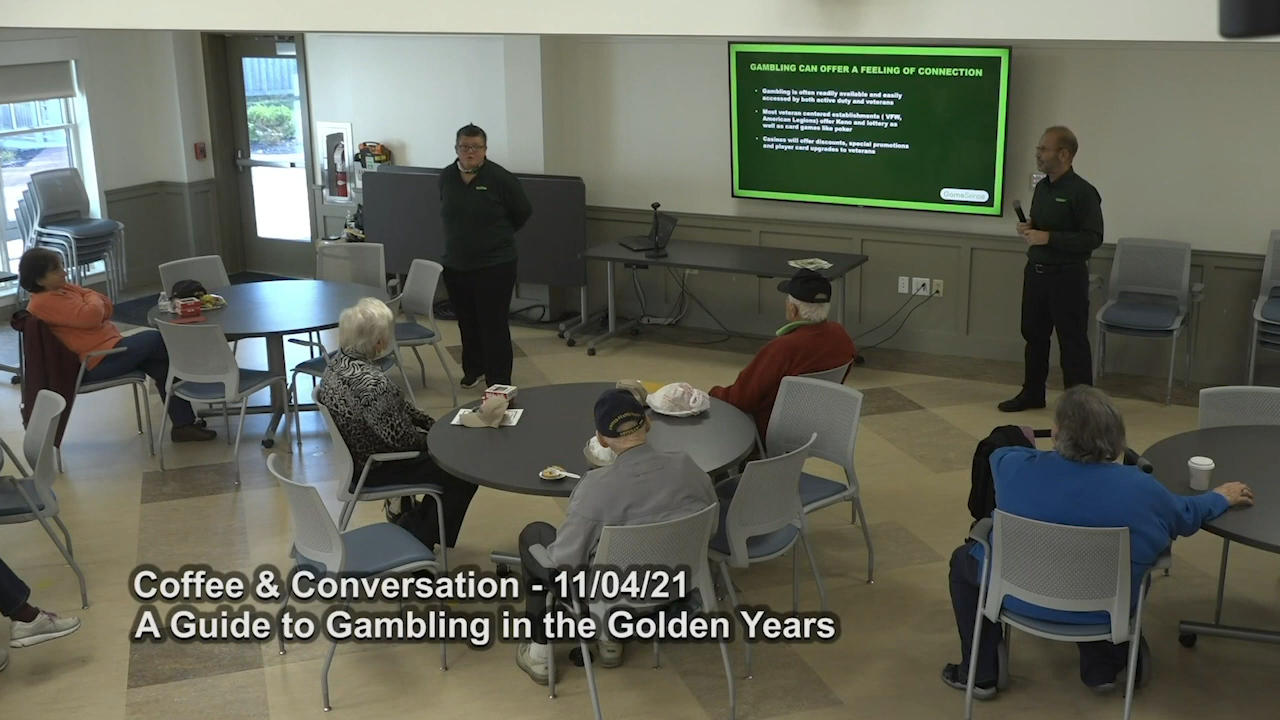 GAMBLING CAN OFFER A FEELING OF CONNECTION
• Gambling is often readily available and easily
accessed by both active duty and veterans
• Most veteran centered establishments ( VFW,
American Legions) offer Keno and lottery as
well as card games like poker
• Casinos will offer discounts, special promotions
and player card upgrades to veterans
GameSense
Coffee & Conversation - 11/04/21
A Guide to Gambling in the Golden Years